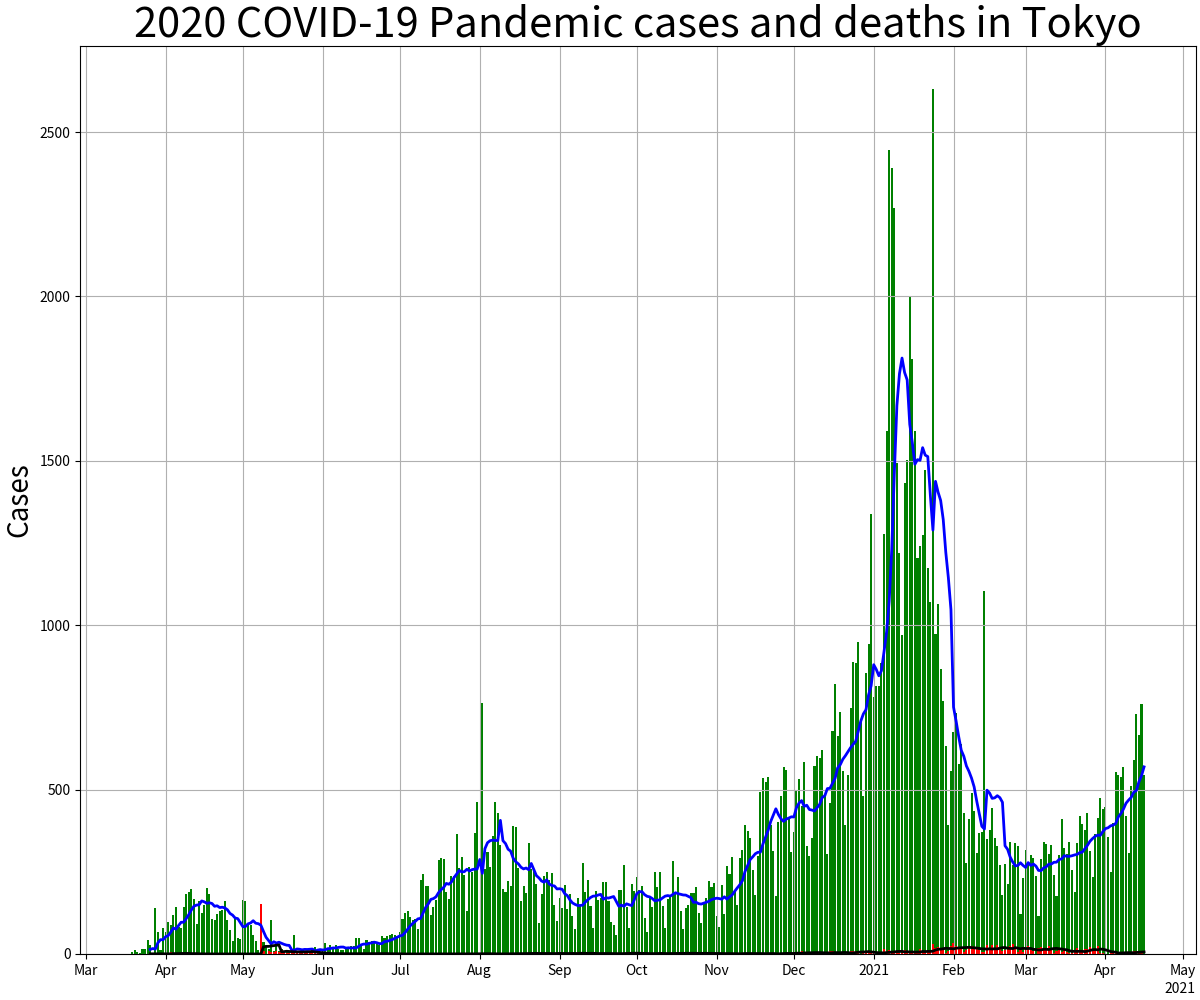 2020 COVID-19 Pandemic cases and deaths in Tokyo
Cases
2500
2000
1500
1000
500
0
Mar Apr May Jun Jul Aug Sep Oct Nov Dec 2021 Feb Mar Apr May
2021